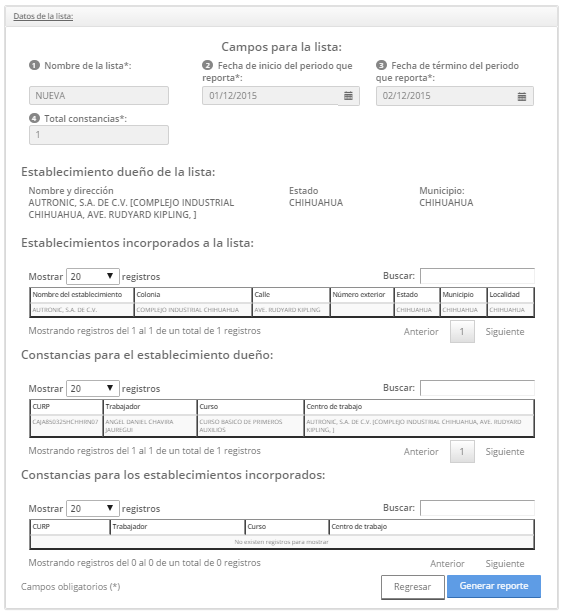 Datos de la lista:
Campos para la lista:
1 Nombre de la lista*:
2 Fecha de inicio del periodo que reporta*:
3 Fecha de término del periodo que reporta*:
NUEVA
01/12/2015
02/12/2015
4 Total constancias*:
1
Establecimiento dueño de la lista:
Nombre y dirección Estado Municipio:
AUTRONIC, S.A. DE C.V. [COMPLEJO INDUSTRIAL CHIHUAHUA CHIHUAHUA
CHIHUAHUA, AVE. RUDYARD KIPLING, ]
Establecimientos incorporados a la lista:
Mostrar 20 registros Buscar:
Nombre del establecimiento Colonia Calle Número exterior Estado Municipio Localidad
AUTRONIC, S.A. DE C.V. COMPLEJO INDUSTRIAL CHIHUAHUA AVE. RUDYARD KIPLING CHIHUAHUA CHIHUAHUA CHIHUAHUA
Mostrando registros del 1 al 1 de un total de 1 registros Anterior 1 Siguiente
Constancias para el establecimiento dueño:
Mostrar 20 registros Buscar:
CURP Trabajador Curso Centro de trabajo
ANGEL DANIEL CHAVIRA CURSO BASICO DE PRIMEROS AUTRONIC, S.A. DE C.V. [COMPLEJO INDUSTRIAL CHIHUAHUA, AVE. RUDYARD
JAUREGUI AUXILIOS KIPLING, ]
Mostrando registros del 1 al 1 de un total de 1 registros Anterior 1 Siguiente
Constancias para los establecimientos incorporados:
Mostrar 20 registros Buscar:
CURP Trabajador Curso Centro de trabajo
No existen registros para mostrar
Mostrando registros del 0 al 0 de un total de 0 registros Anterior Siguiente
Campos obligatorios (*) Regresar Generar reporte